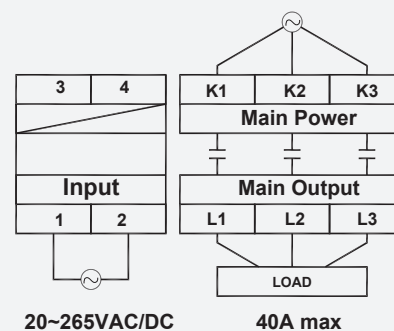 3 4
K1 K2 K3
Main Power
Input
Main Output
1 2
L1 L2 L3
LOAD
20~265VAC/DC
40A max